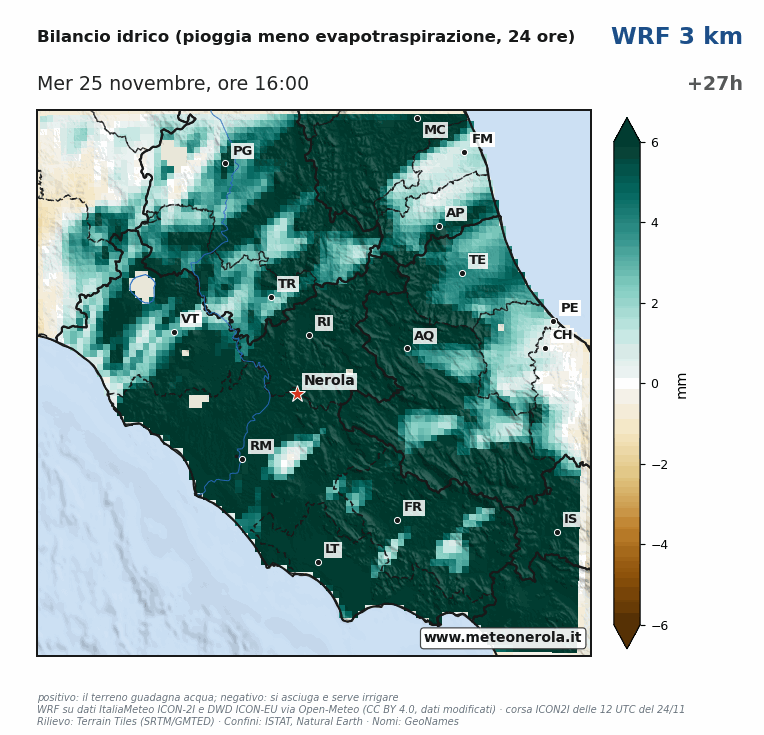 Bilancio idrico (pioggia meno evapotraspirazione, 24 ore)
WRF 3 km
Mer 25 novembre, ore 16:00
+27h
MC
FM
PG
AP
TE
TR
PE
VT
RI
CH
AQ
Nerola
RM
FR
IS
LT
www.meteonerola.it
6
4
2
0
−2
−4
−6
mm
positivo: il terreno guadagna acqua; negativo: si asciuga e serve irrigare
WRF su dati ItaliaMeteo ICON-2I e DWD ICON-EU via Open-Meteo (CC BY 4.0, dati modificati) · corsa ICON2I delle 12 UTC del 24/11
Rilievo: Terrain Tiles (SRTM/GMTED) · Confini: ISTAT, Natural Earth · Nomi: GeoNames